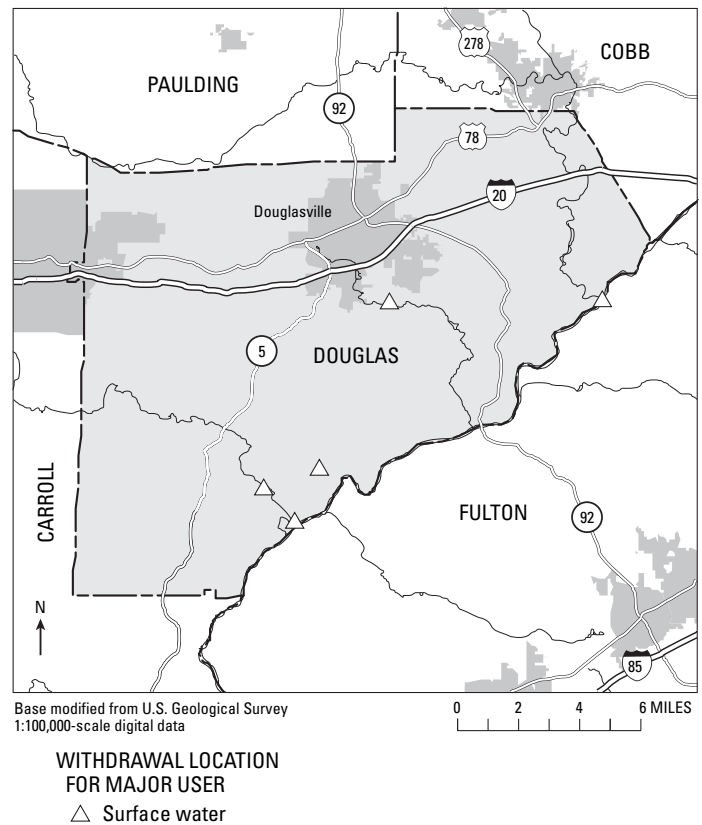 278
COBB
PAULDING
92
78
20
Douglasville
5
DOUGLAS
CARROLL
FULTON
92
N
85
Base modified from U.S. Geological Survey
1:100,000-scale digital data
0 2 4 6 MILES
WITHDRAWAL LOCATION
FOR MAJOR USER
Surface water